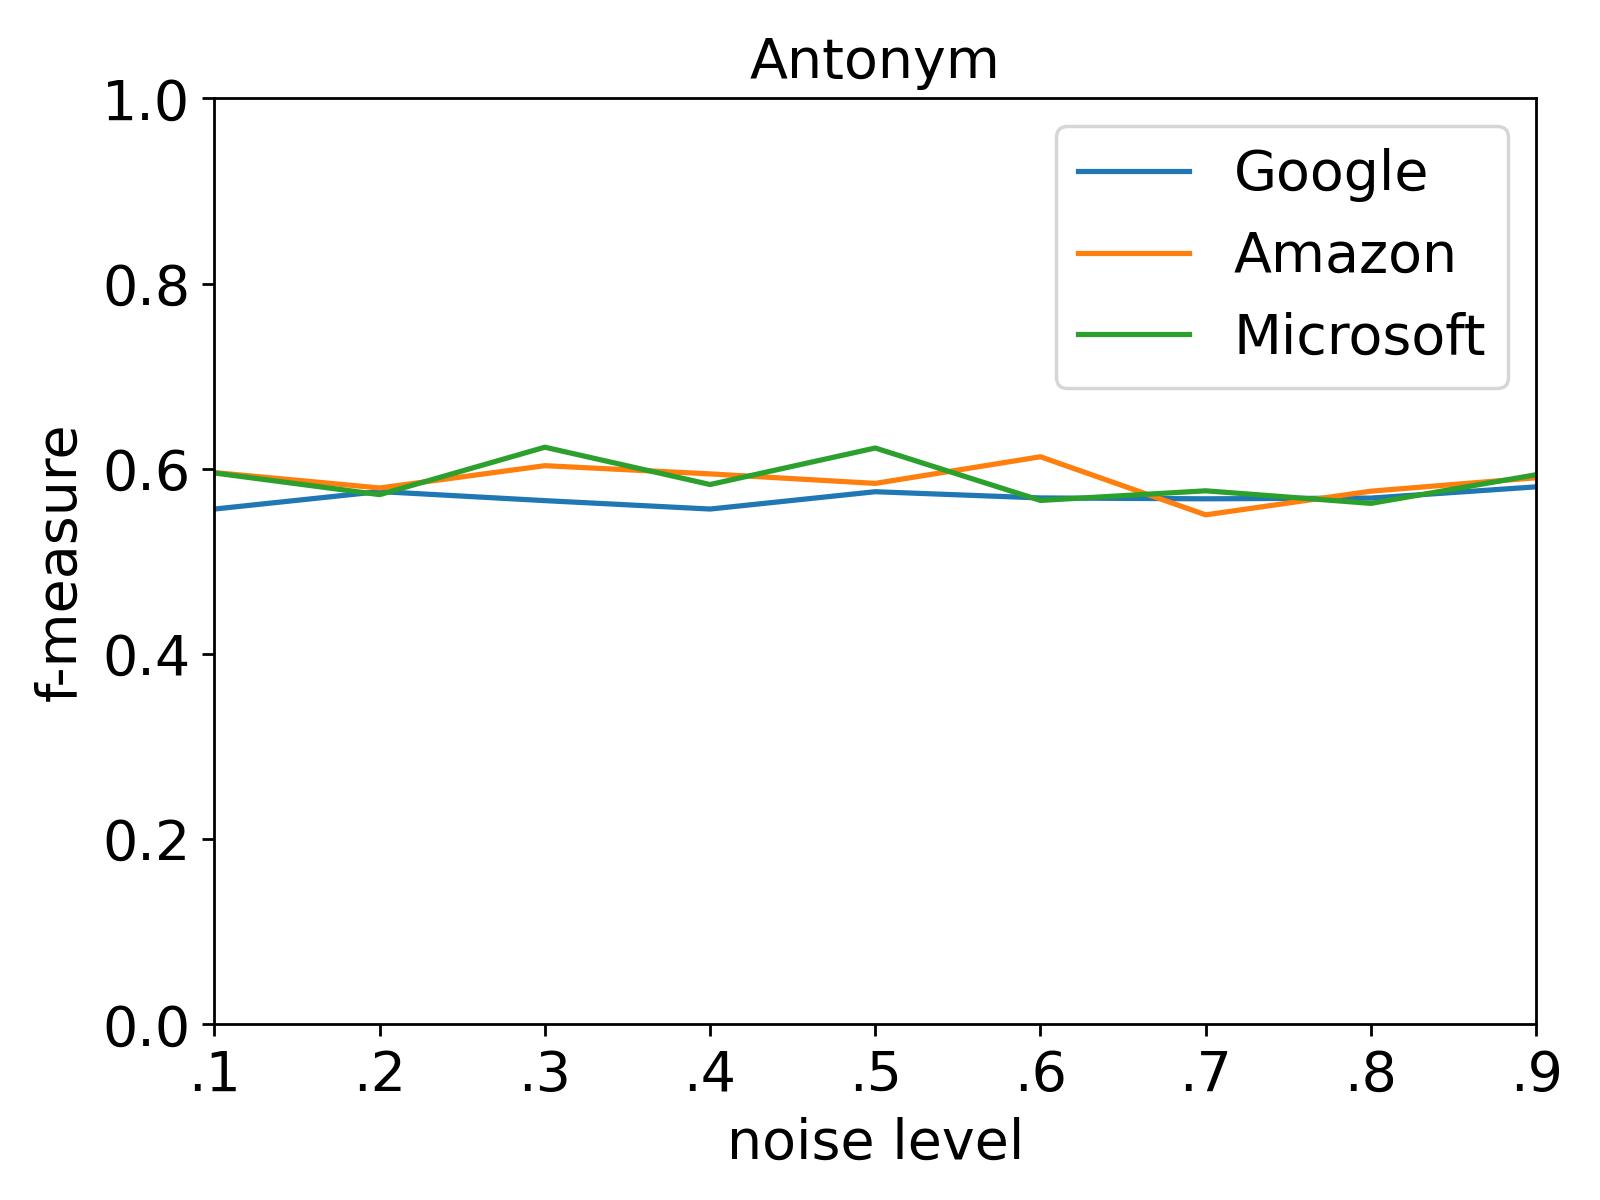 Antonym
1.0
0.8
0.6
0.4
0.2
0.0
f-measure
Google
Amazon
Microsoft
.1 .2 .3 .4 .5 .6 .7 .8 .9
noise level